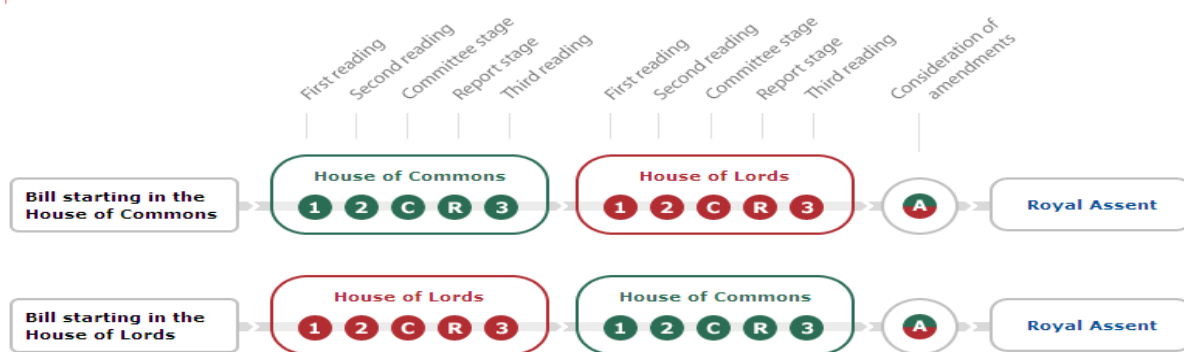 First reading
Second reading
Committee stage
Report stage
Third reading
First reading
Second reading
Committee stage
Report stage
Third reading
Consideration of
amendments
Bill starting in the
House of Commons
House of Commons
1 2 C R 3
House of Lords
1 2 C R 3
A
Royal Assent
Bill starting in the
House of Lords
House of Lords
1 2 C R 3
House of Commons
1 2 C R 3
A
Royal Assent